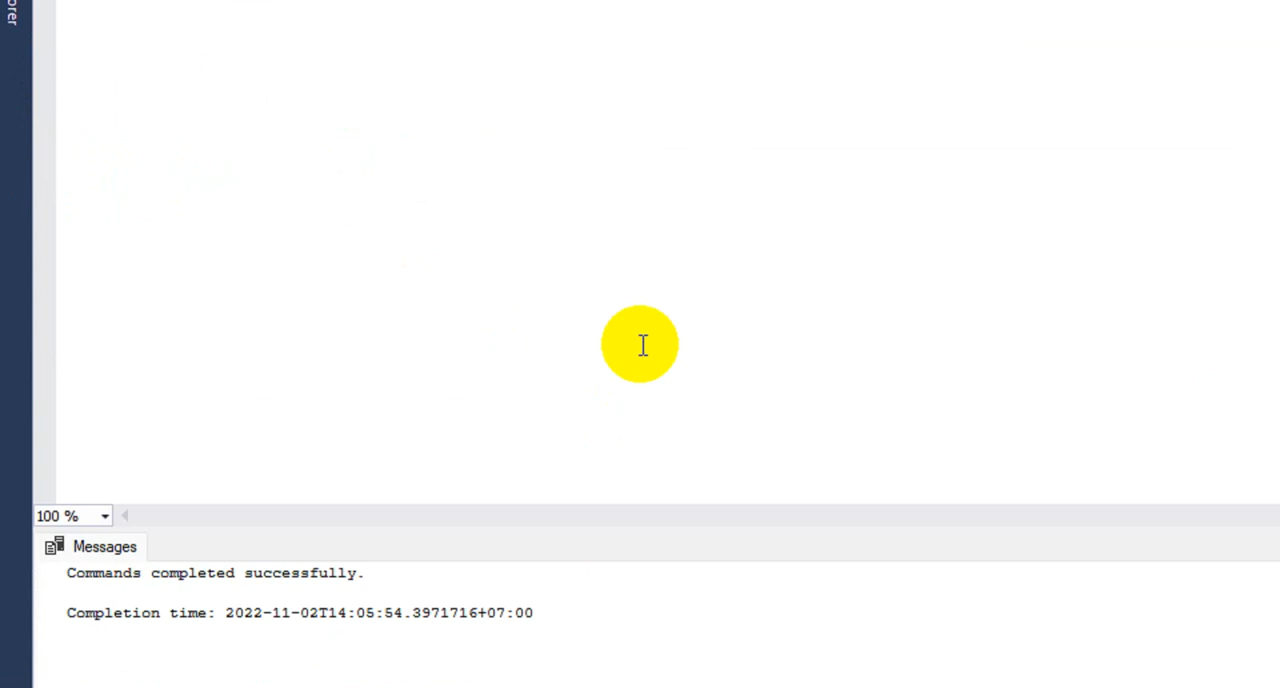 orer
100 %
Messages
Commands completed successfully.
Completion time: 2022-11-02T14:05:54.3971716+07:00